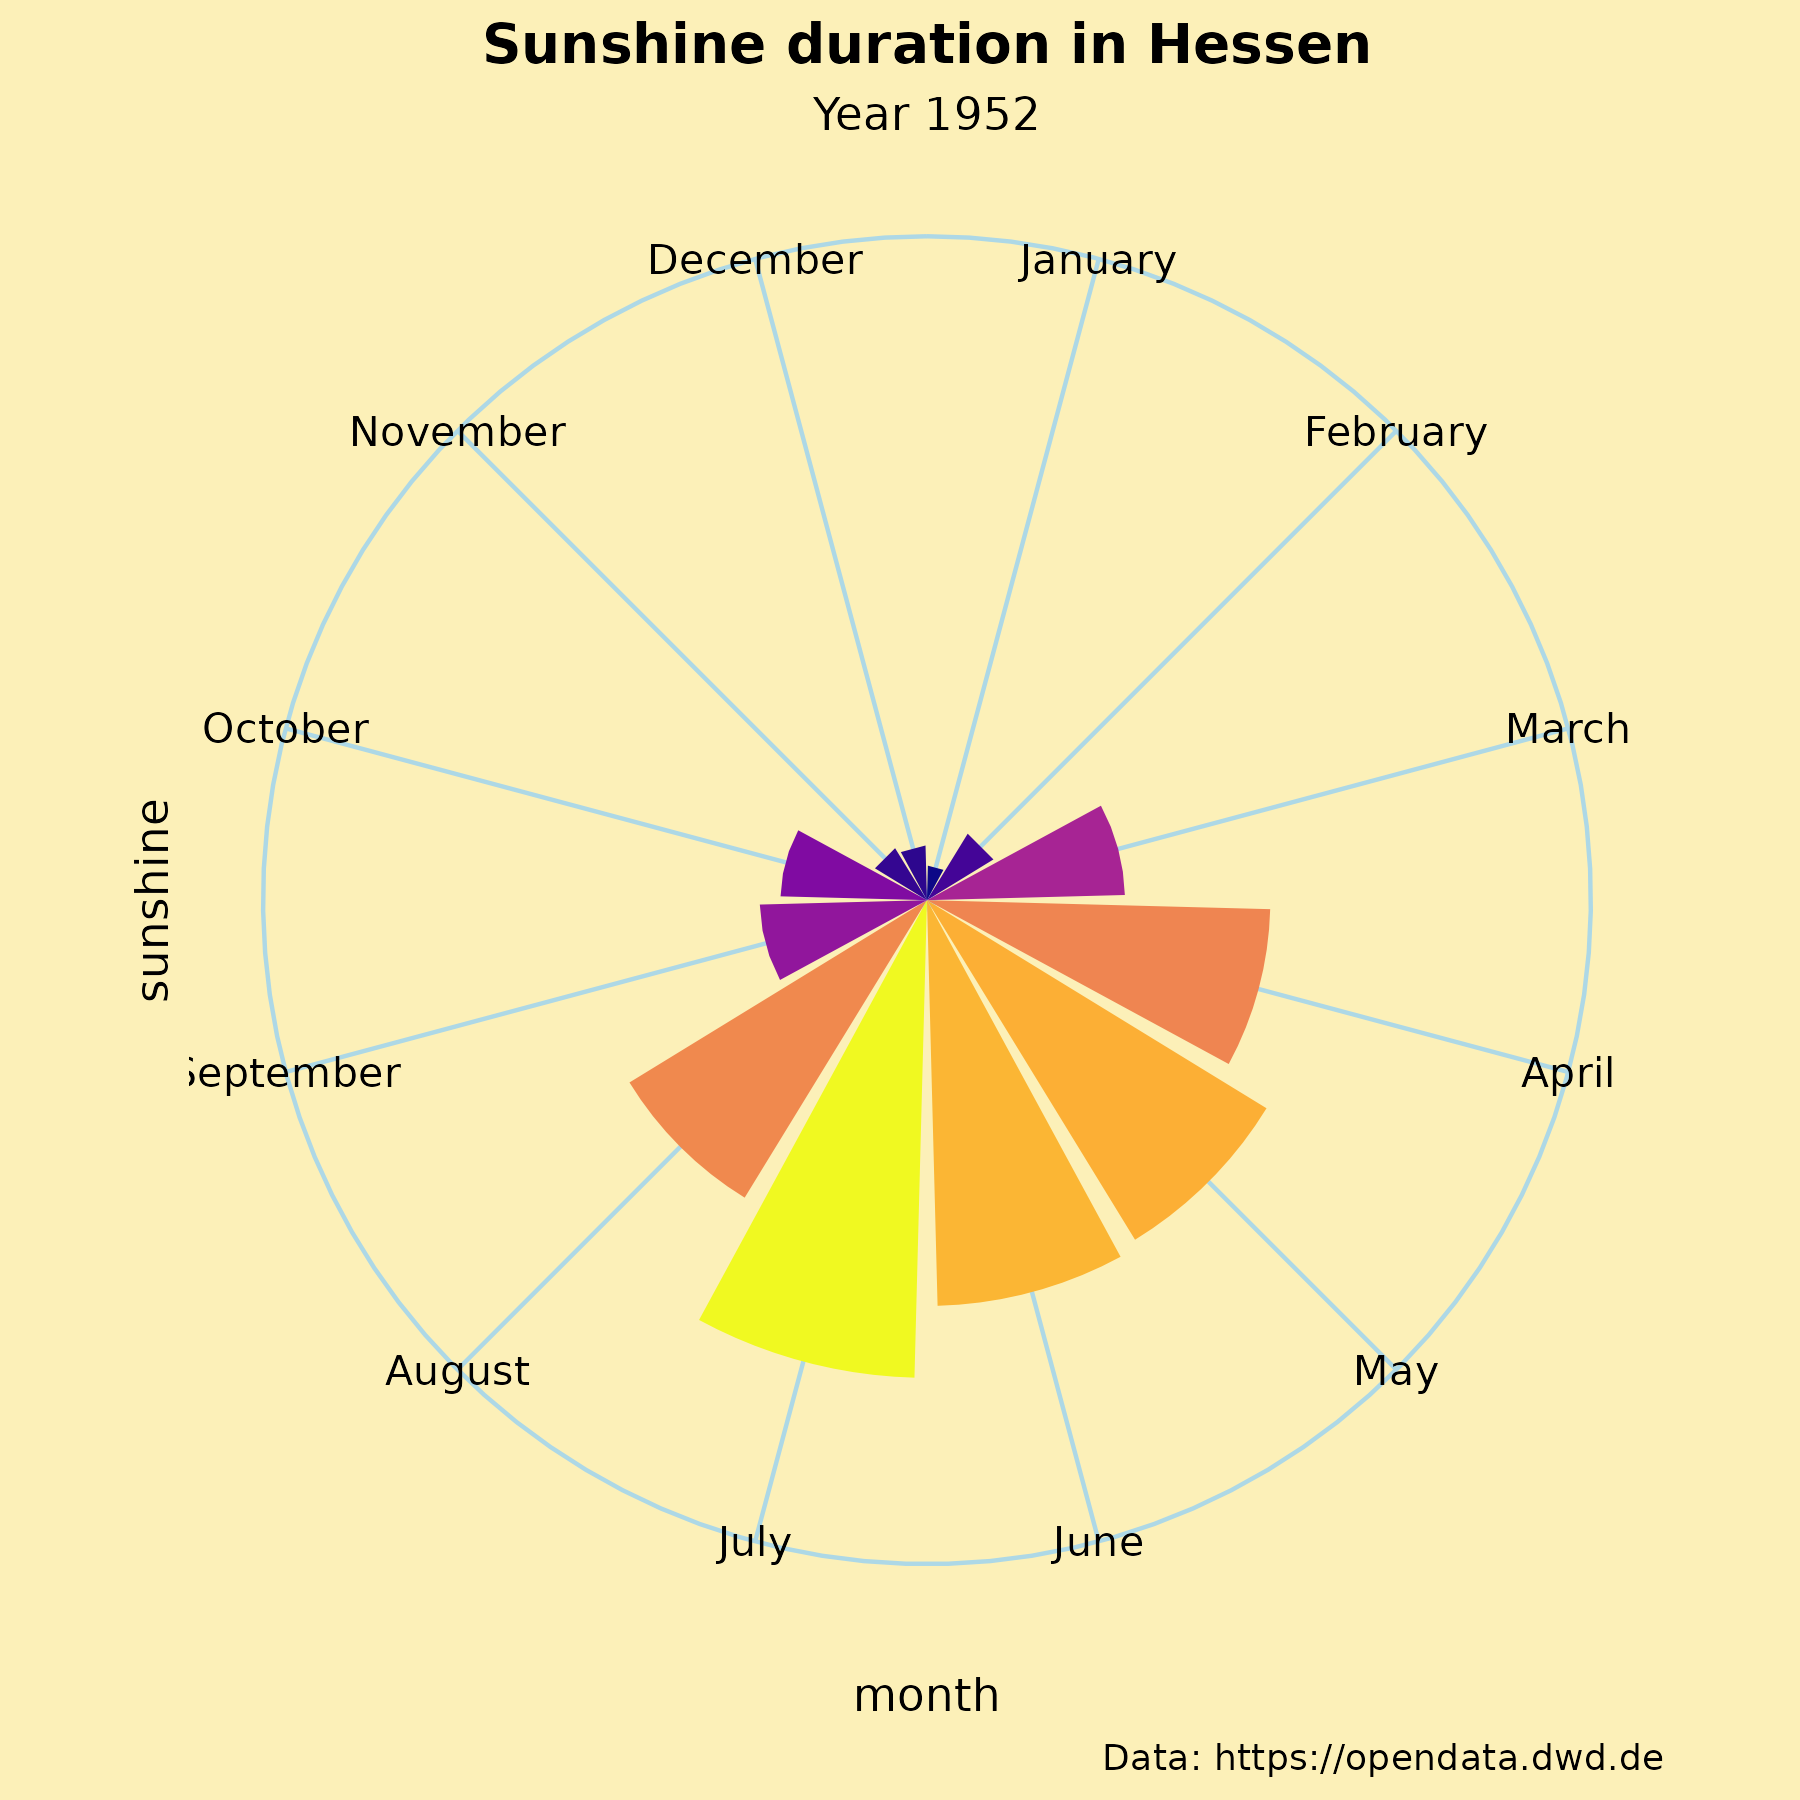 Sunshine duration in Hessen
Year 1952
December
January
November
February
October
March
sunshine
September
April
August
May
July
June
month
Data: https://opendata.dwd.de